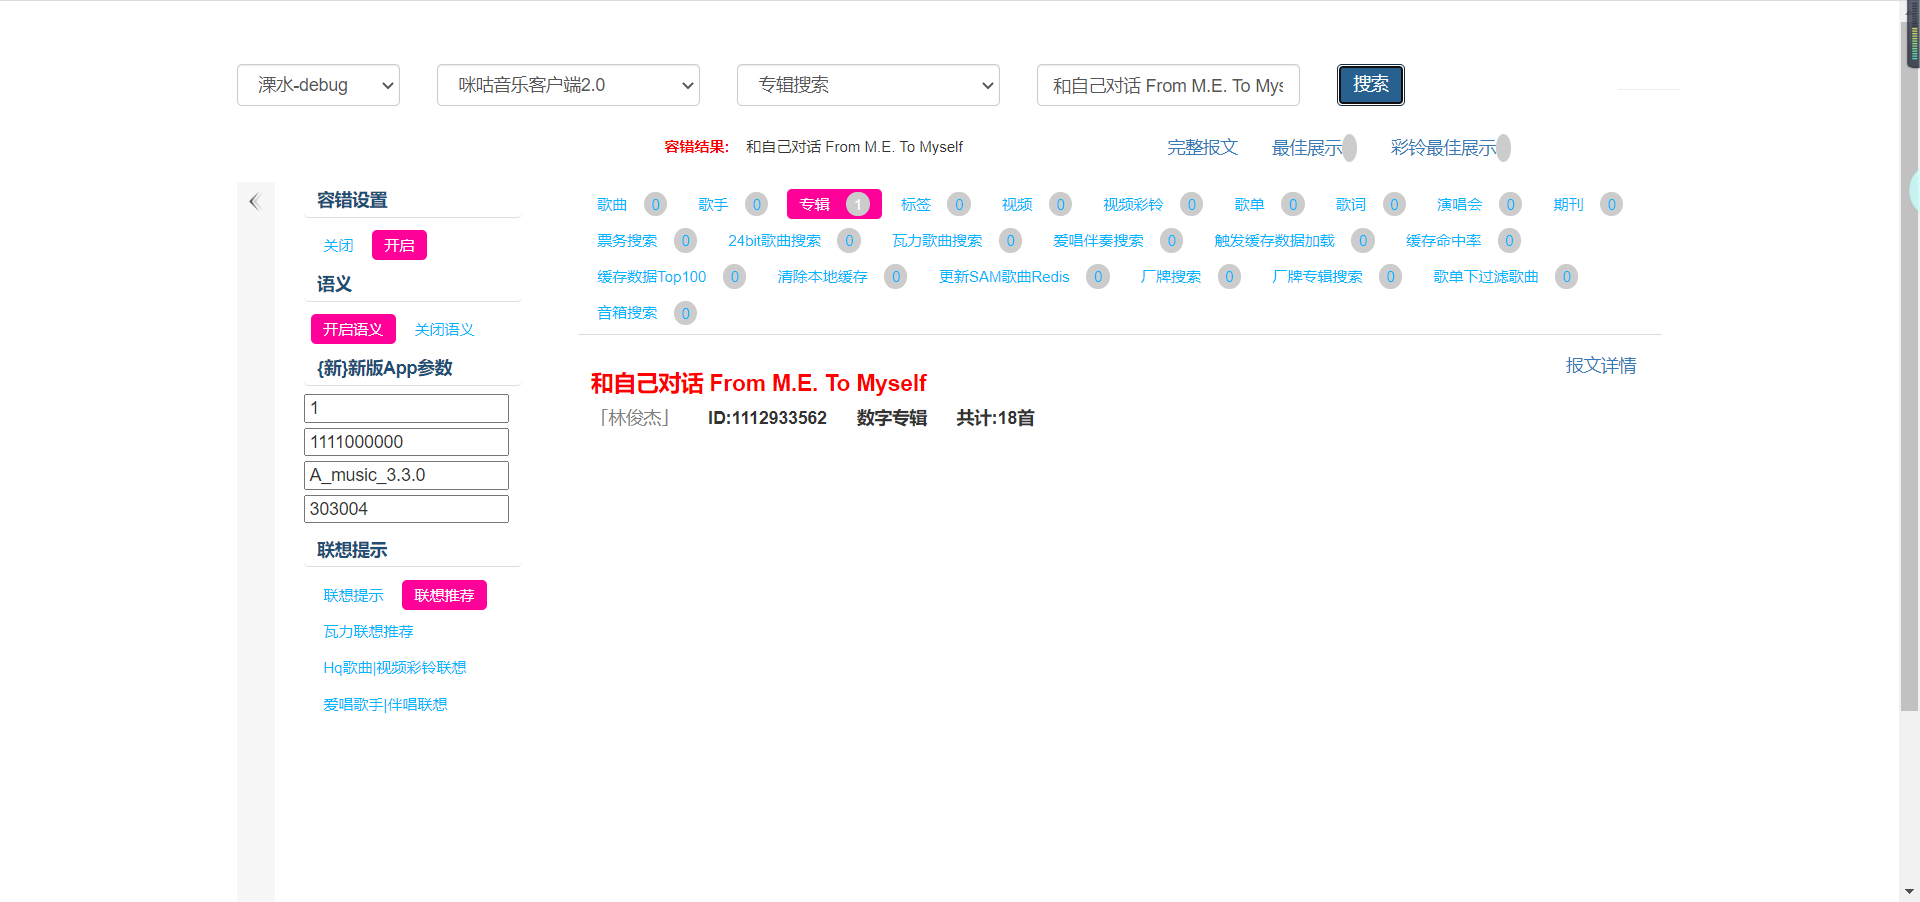 溧水-debug 咪咕音乐客户端2.0 专辑搜索 和自己对话 From M.E. To Mys 搜索
容错结果: 和自己对话 From M.E. To Myself 完整报文 最佳展示 彩铃最佳展示
容错设置
关闭 开启
语义
开启语义 关闭语义
{新}新版App参数
1
1111000000
A_music_3.3.0
303004
联想提示
联想提示 联想推荐
瓦力联想推荐
Hq歌曲|视频彩铃联想
爱唱歌手|伴唱联想
歌曲 0 歌手 0 专辑 1 标签 0 视频 0 视频彩铃 0 歌单 0 歌词 0 演唱会 0 期刊 0
票务搜索 0 24bit歌曲搜索 0 瓦力歌曲搜索 0 爱唱伴奏搜索 0 触发缓存数据加载 0 缓存命中率 0
缓存数据Top100 0 清除本地缓存 0 更新SAM歌曲Redis 0 厂牌搜索 0 厂牌专辑搜索 0 歌单下过滤歌曲 0
音箱搜索 0
报文详情
和自己对话 From M.E. To Myself
「林俊杰」 ID:1112933562 数字专辑 共计:18首